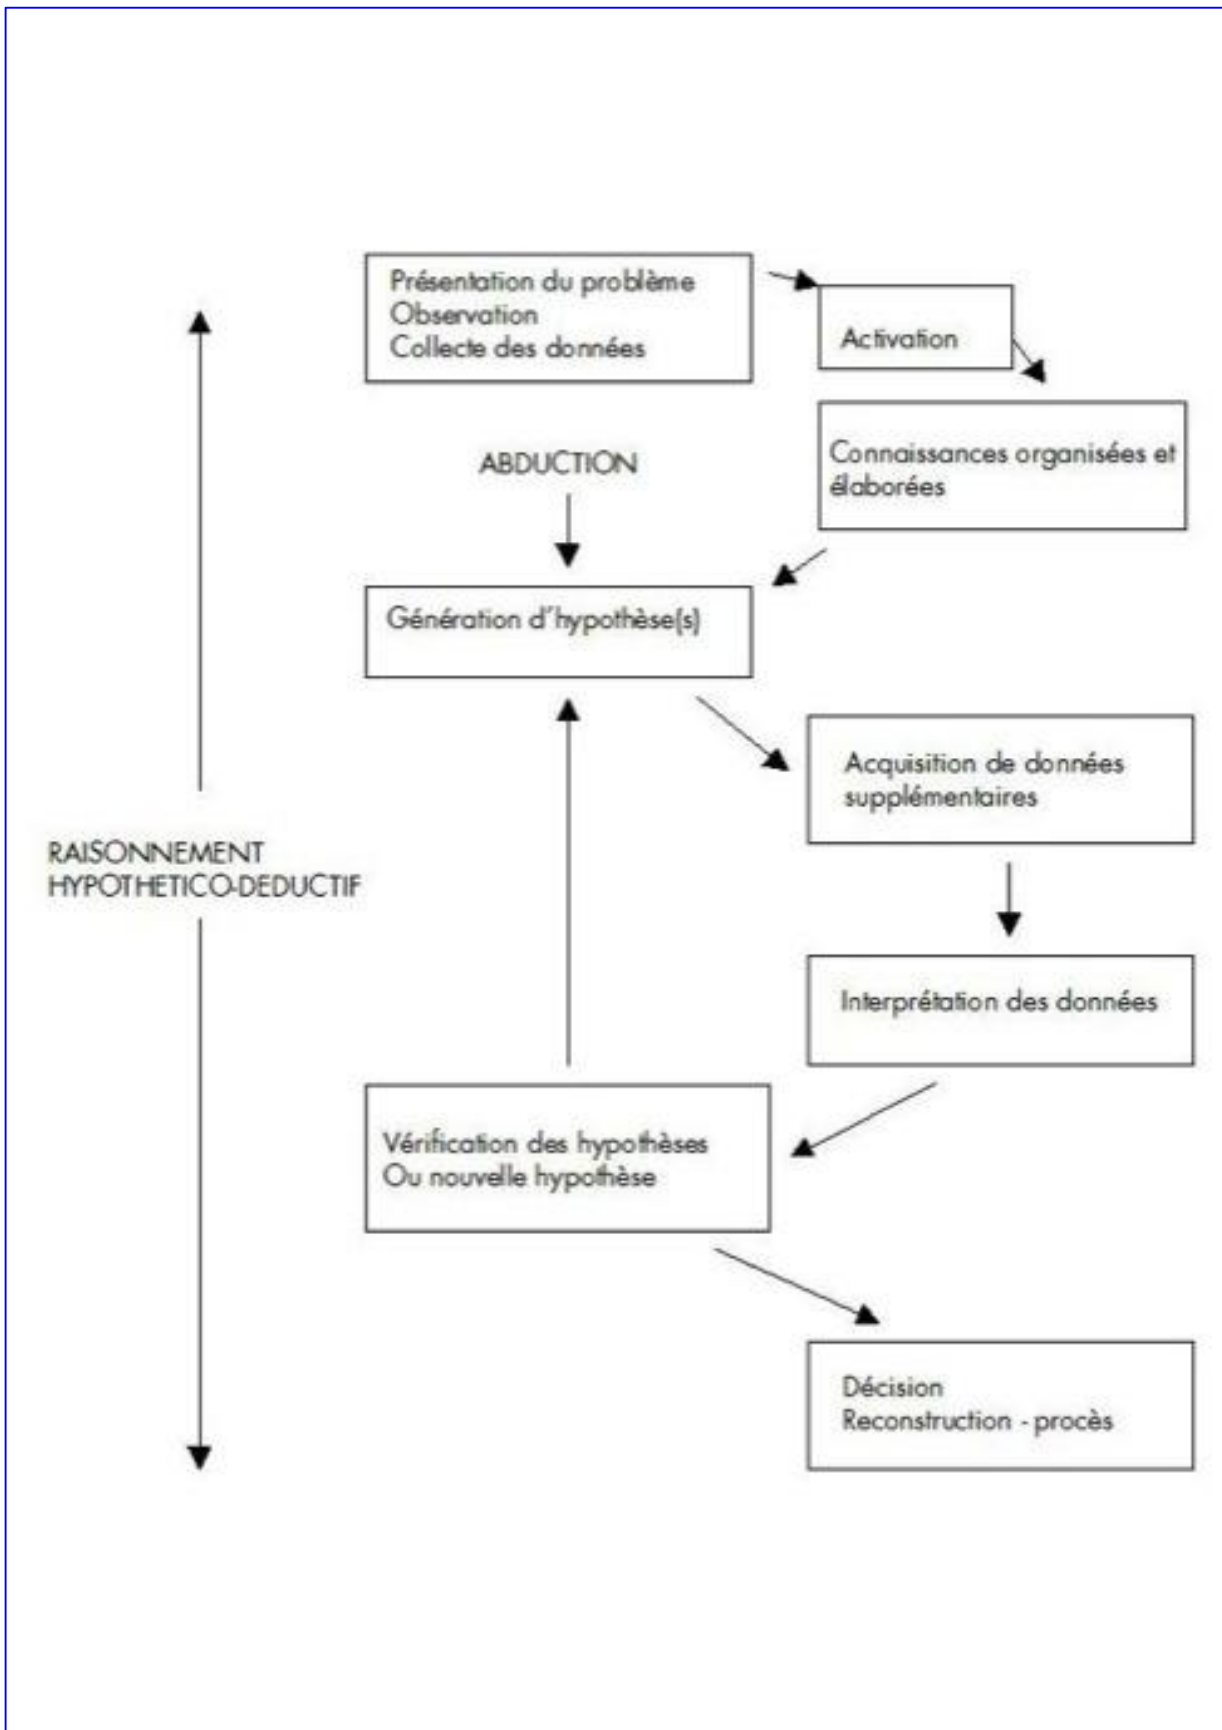 Présentation du problème
Observation
Collecte des données
Activation
Connaissances organisées et
élaborées
ABDUCTION
Génération d'hypothèse(s)
Acquisition de données
supplémentaires
RAISONNEMENT
HYPOTHETICO-DEDUCTIF
Interprétation des données
Vérification des hypothèses
Ou nouvelle hypothèse
Décision
Reconstruction - procès